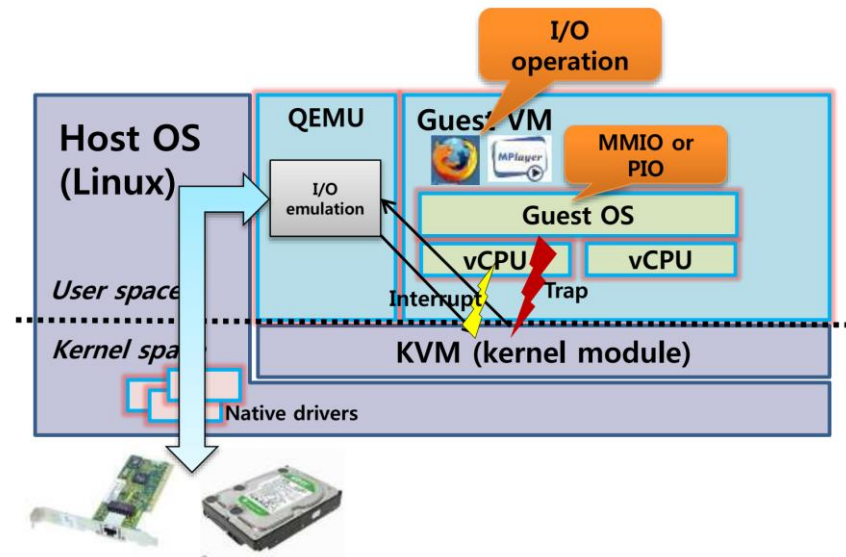 I/O
operation
Host OS
(Linux)
QEMU
Guest VM
MPlayer
MMIO or
PIO
I/O
emulation
Guest OS
vCPU
vCPU
User space
Interrupt
Trap
Kernel space
KVM (kernel module)
Native drivers